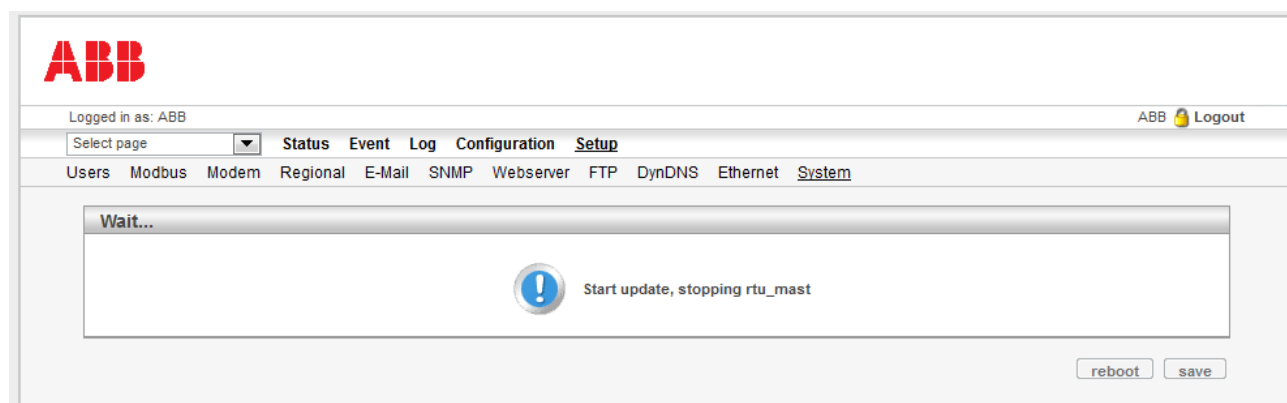 ABB
Logged in as: ABB ABB Logout
Select page Status Event Log Configuration Setup
Users Modbus Modem Regional E-Mail SNMP Webserver FTP DynDNS Ethernet System
Wait...
Start update, stopping rtu_mast
reboot save